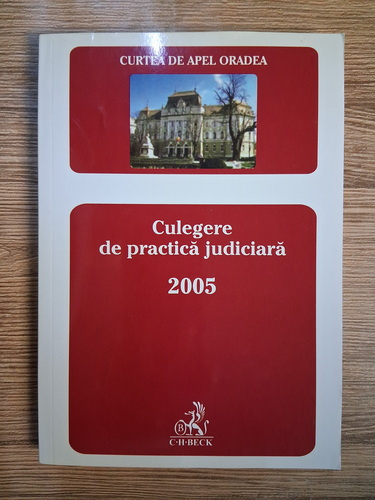 CURTEA DE APEL ORADEA
Culegere
de practică judiciară
2005
B
C·H·BECK